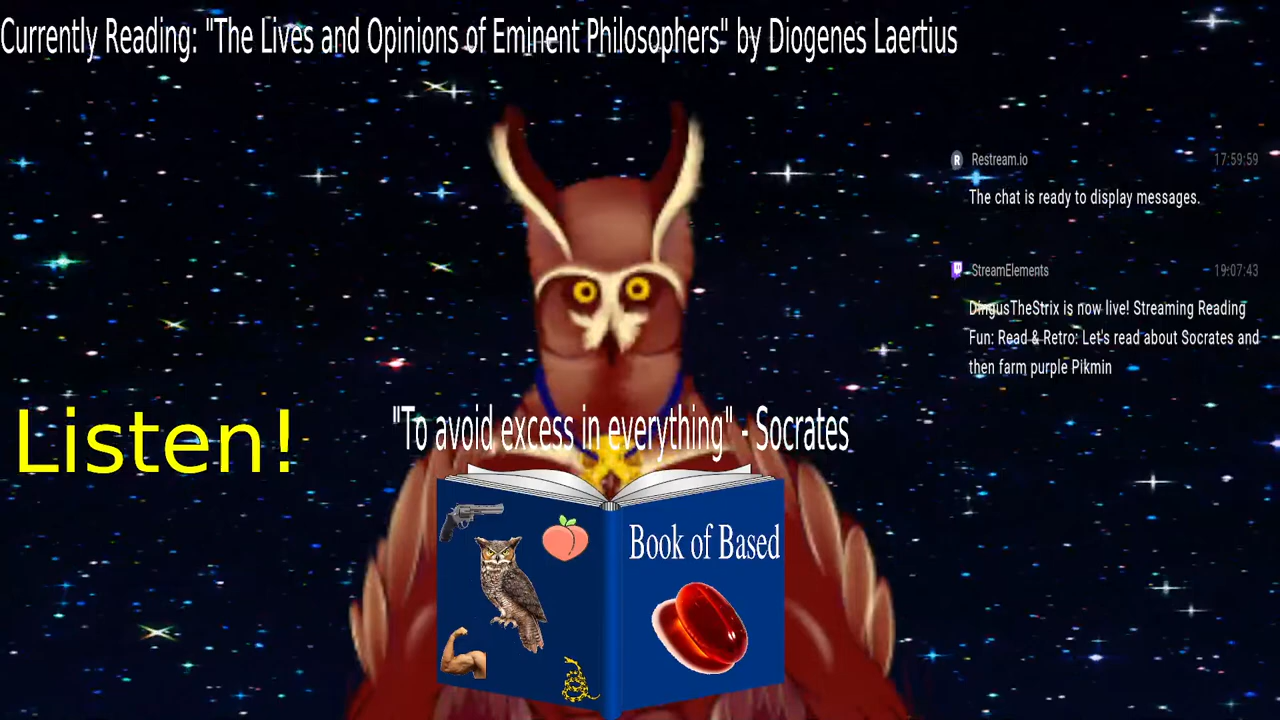 Currently Reading: "The Lives and Opinions of Eminent Philosophers" by Diogenes Laertius
R Restream.io 17:59:59
The chat is ready to display messages.
StreamElements 19:07:43
DingusTheStrix is now live! Streaming Reading
Fun: Read & Retro: Let's read about Socrates and
then farm purple Pikmin
Listen!
"To avoid excess in everything" - Socrates
Book of Based